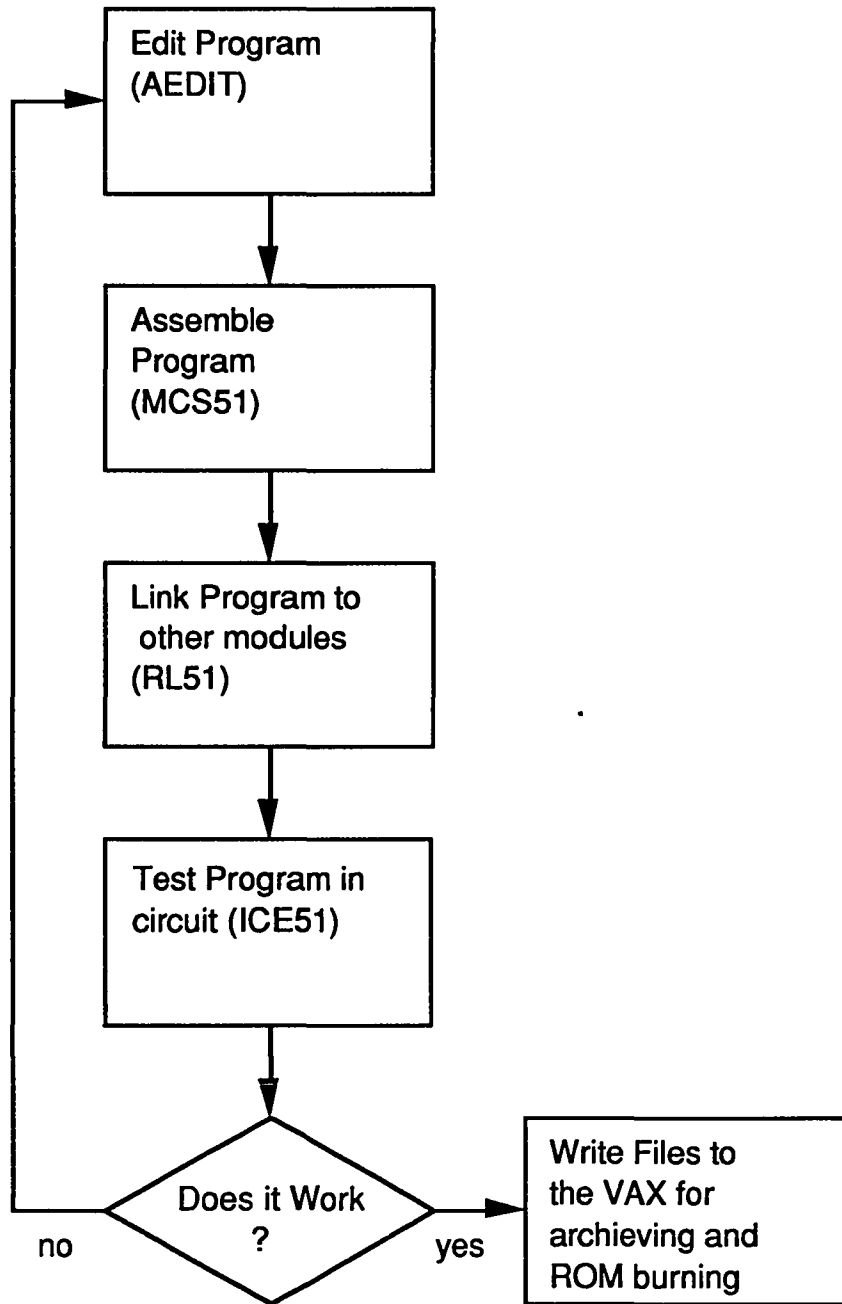 Edit Program
(AEDIT)
Assemble
Program
(MCS51)
Link Program to
other modules
(RL51)
Test Program in
circuit (ICE51)
Does it Work
?
no
yes
Write Files to
the VAX for
archieving and
ROM burning